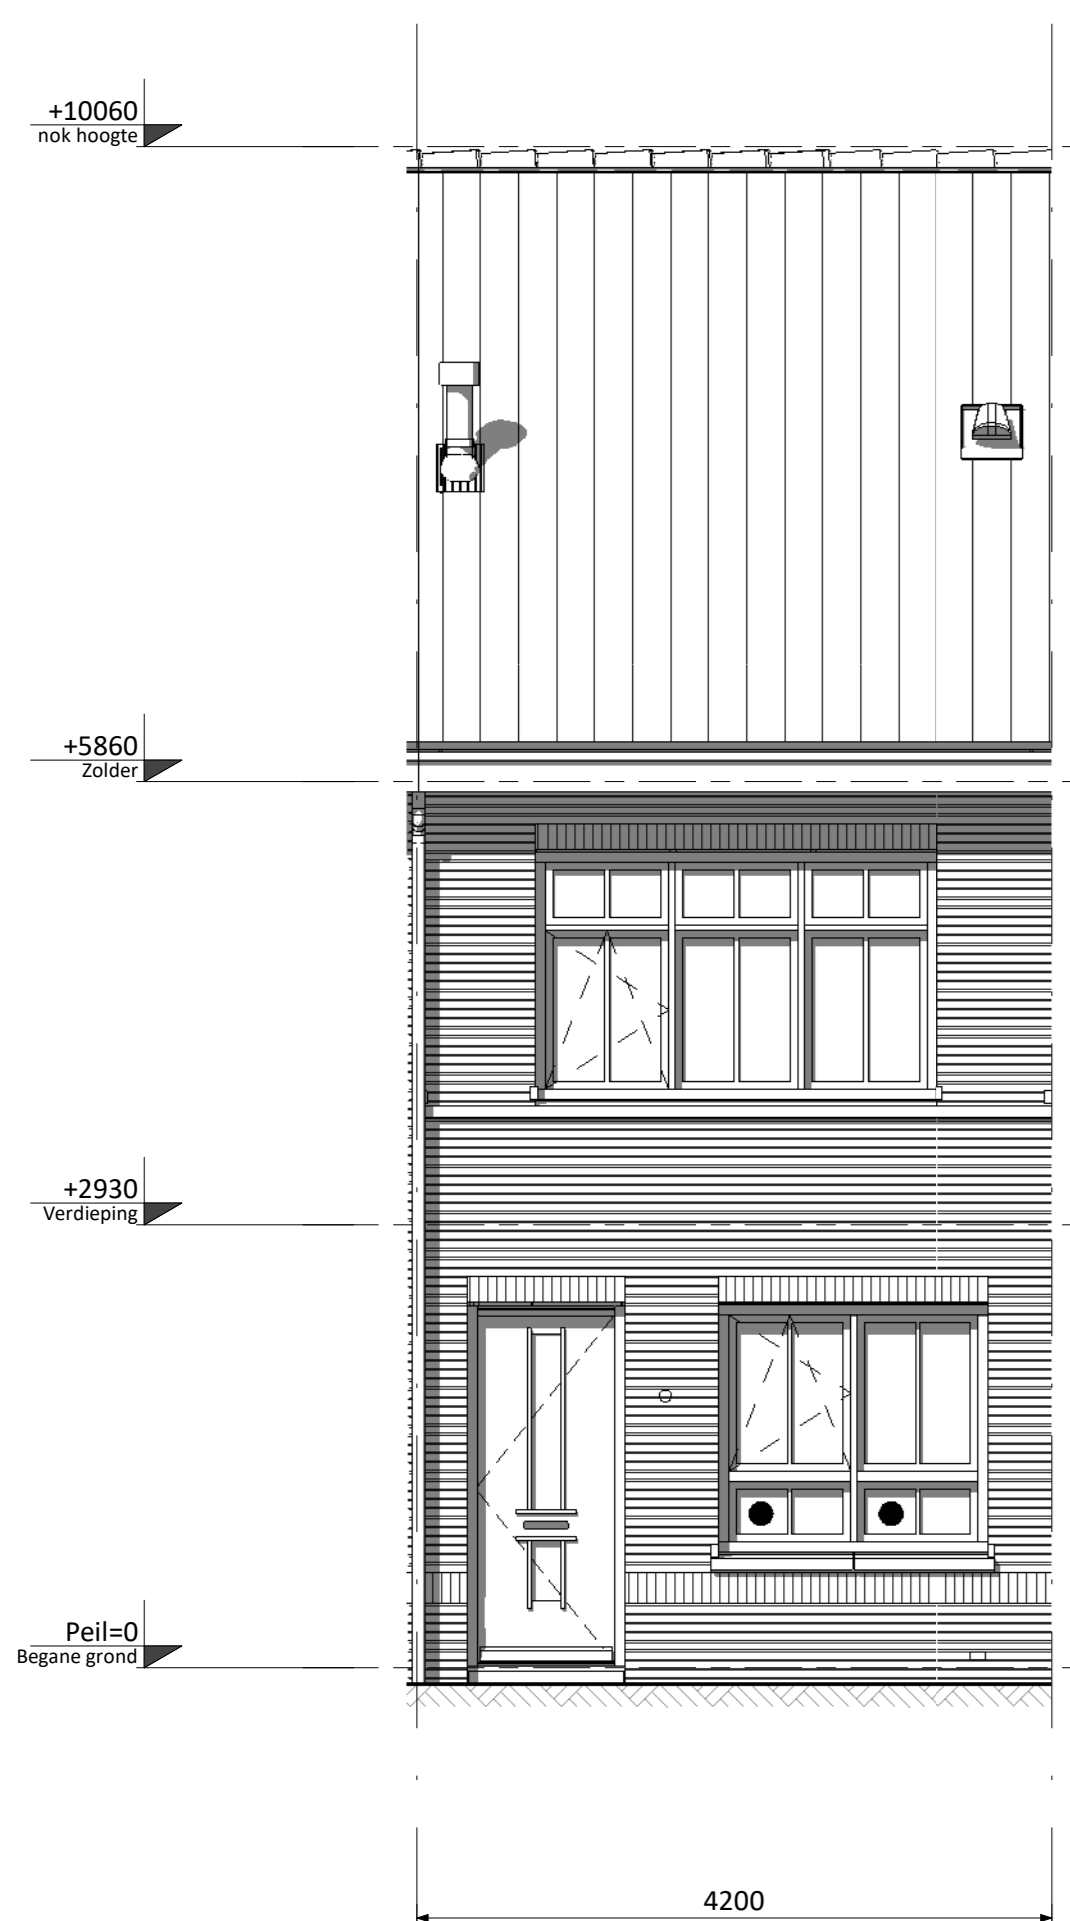 +10060
nok hoogte
+5860
Zolder
+2930
Verdieping
Peil=0
Begane grond
4200